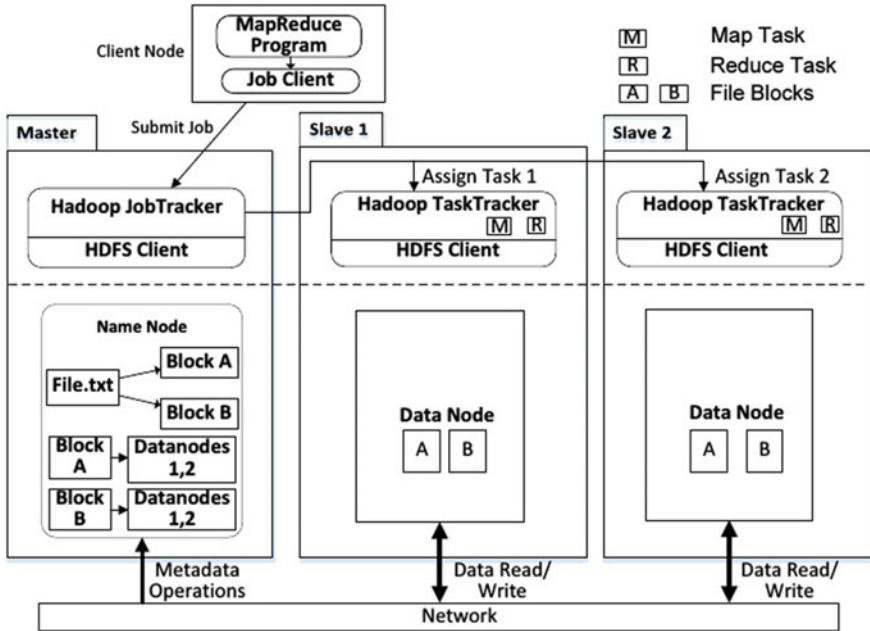 MapReduce
Program
Client Node
Job Client
M Map Task
R Reduce Task
A B File Blocks
Submit Job
Master
Slave 1
Slave 2
Assign Task 1
Assign Task 2
Hadoop JobTracker
HDFS Client
Hadoop TaskTracker
M R
HDFS Client
Hadoop TaskTracker
M R
HDFS Client
Name Node
File.txt
Block A
Block B
Block
A
Datanodes
1,2
Block
B
Datanodes
1,2
Data Node
A B
Data Node
A B
Metadata
Operations
Data Read/
Write
Data Read/
Write
Network